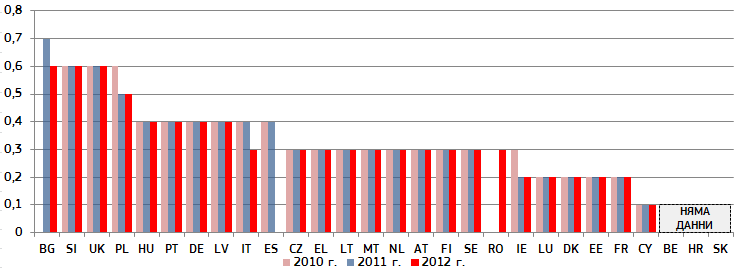 0,8
0,7
0,6
0,5
0,4
0,3
0,2
0,1
0
НЯМА
ДАННИ
BG SI UK PL HU PT DE LV IT ES CZ EL LT MT NL AT FI SE RO IE LU DK EE FR CY BE HR SK
2010 г. 2011 г. 2012 г.